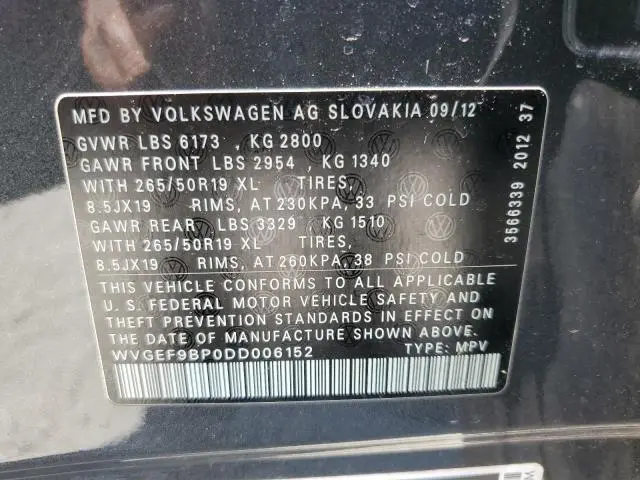 MFD BY VOLKSWAGEN AG SLOVAKIA 09/12
GVWR LBS 6173 , KG 2800
GAWR FRONT LBS 2954 , KG 1340
WITH 265/50R19 XL TIRES,
8.5JX19 RIMS, AT 230KPA, 33 PSI COLD
GAWR REAR LBS 3329 KG 1510
WITH 265/50R19 XL TIRES,
8.5JX19 RIMS, AT 260KPA, 38 PSI COLD
THIS VEHICLE CONFORMS TO ALL APPLICABLE
U. S. FEDERAL MOTOR VEHICLE SAFETY AND
THEFT PREVENTION STANDARDS IN EFFECT ON
THE DATE OF MANUFACTURE SHOWN ABOVE
WVGEF9BP0DD006152 TYPE: MPV
3566339 2012 37